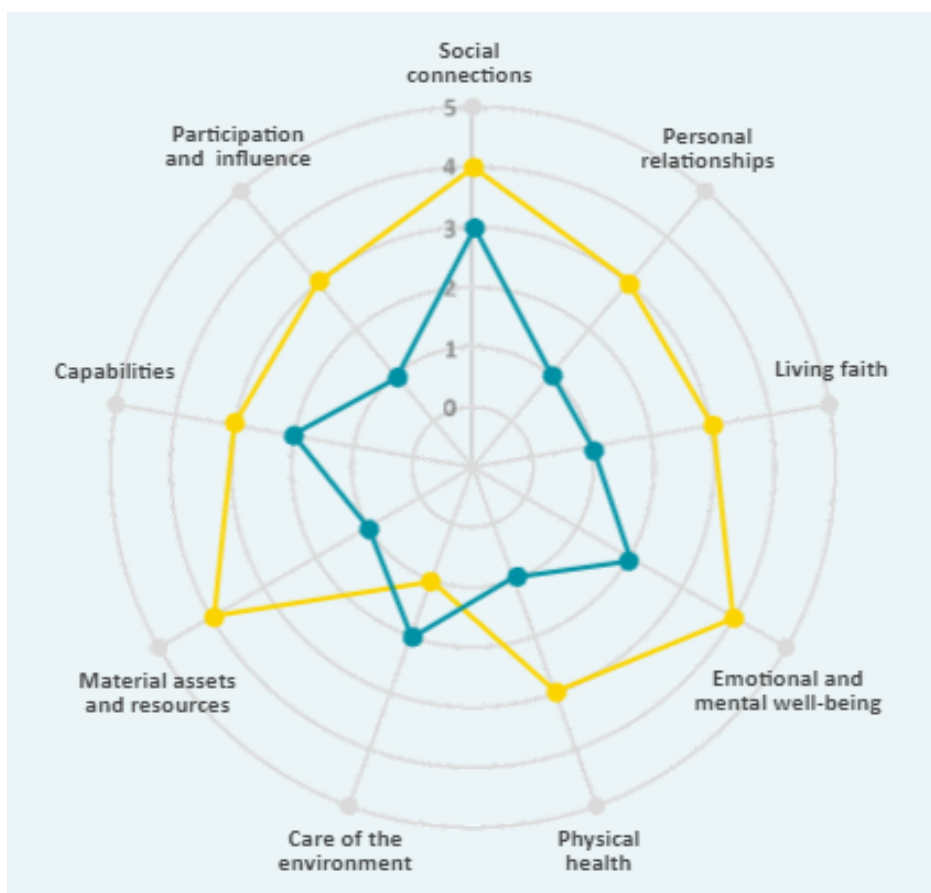 Social
connections
Participation
and influence
Personal
relationships
5
4
3
2
1
0
Capabilities
Living faith
Material assets
and resources
Emotional and
mental well-being
Care of the
environment
Physical
health